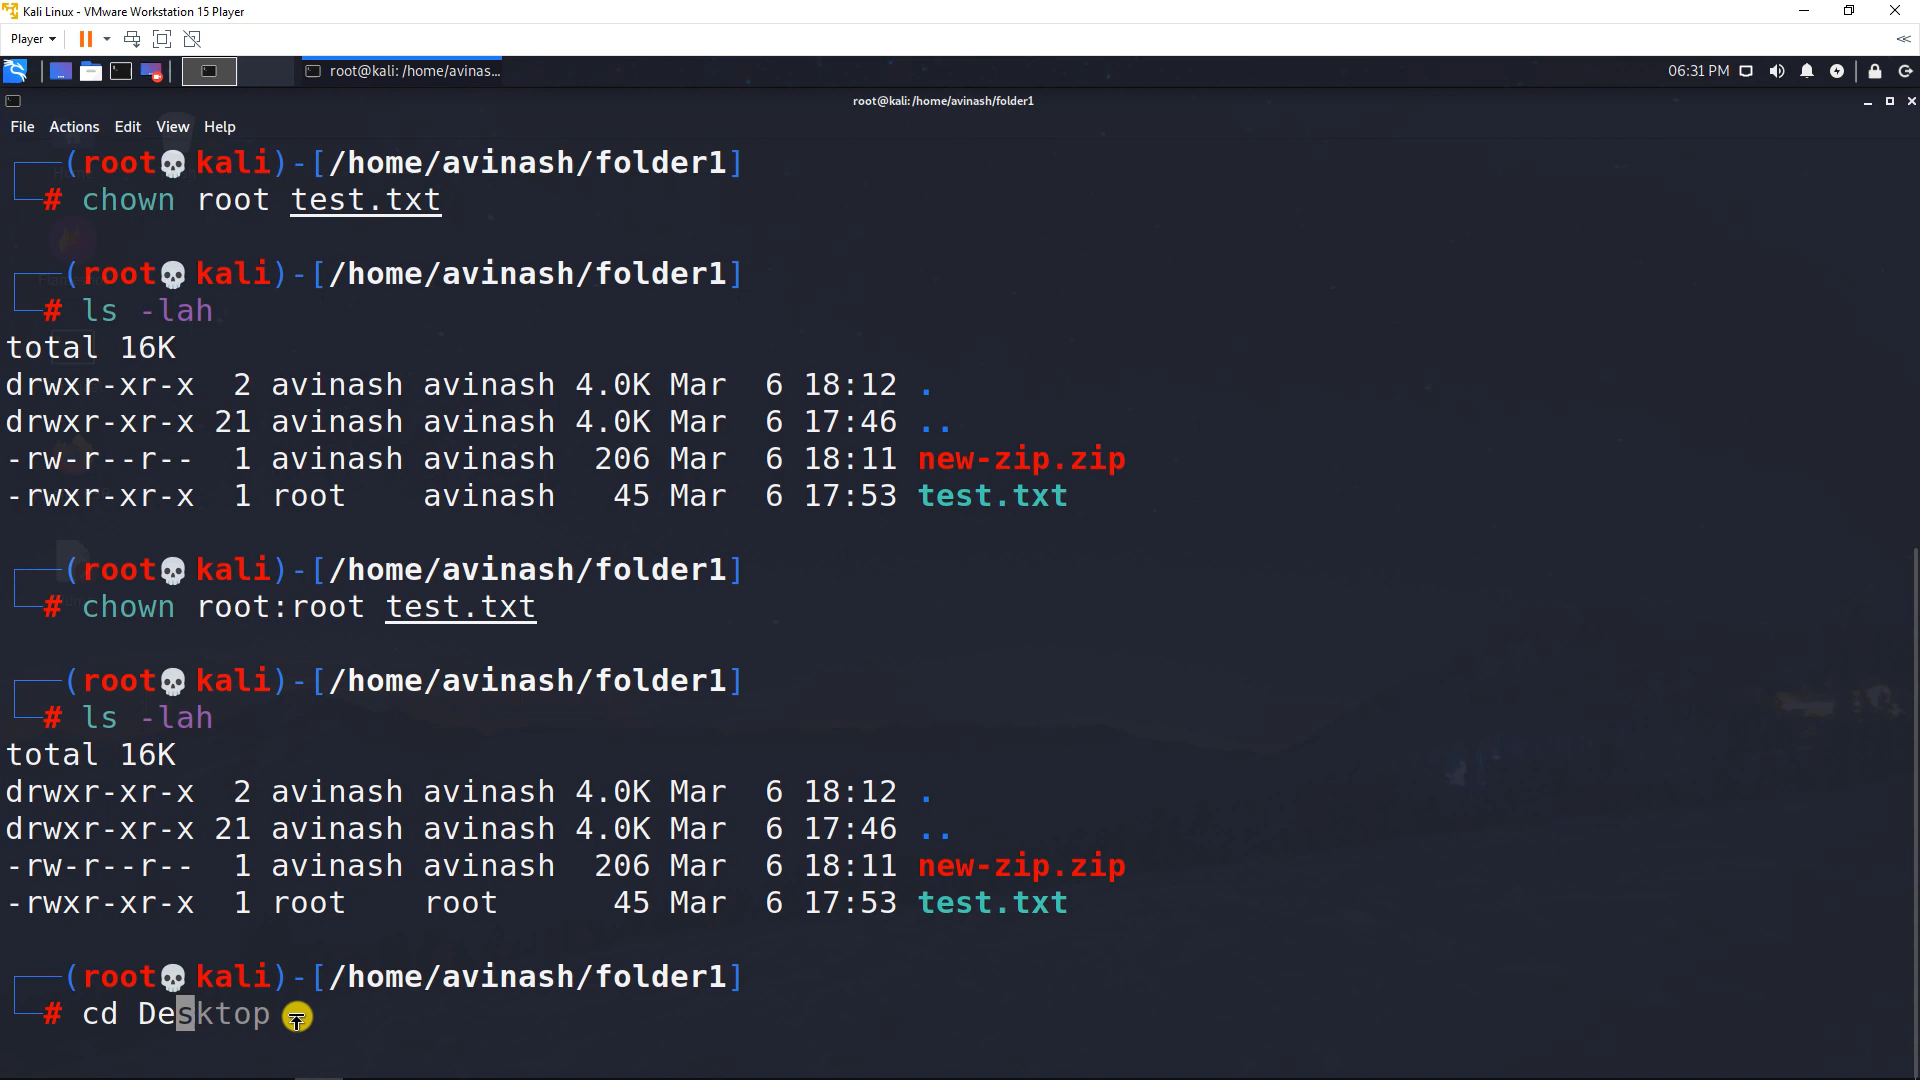 Kali Linux - VMware Workstation 15 Player
Player
root@kali: /home/avinas...
06:31 PM
root@kali: /home/avinash/folder1
File Actions Edit View Help
(root💀kali)-[/home/avinash/folder1]
# chown root test.txt
(root💀kali)-[/home/avinash/folder1]
# ls -lah
total 16K
drwxr-xr-x 2 avinash avinash 4.0K Mar 6 18:12 .
drwxr-xr-x 21 avinash avinash 4.0K Mar 6 17:46 ..
-rw-r--r-- 1 avinash avinash 206 Mar 6 18:11 new-zip.zip
-rwxr-xr-x 1 root avinash 45 Mar 6 17:53 test.txt
(root💀kali)-[/home/avinash/folder1]
# chown root:root test.txt
(root💀kali)-[/home/avinash/folder1]
# ls -lah
total 16K
drwxr-xr-x 2 avinash avinash 4.0K Mar 6 18:12 .
drwxr-xr-x 21 avinash avinash 4.0K Mar 6 17:46 ..
-rw-r--r-- 1 avinash avinash 206 Mar 6 18:11 new-zip.zip
-rwxr-xr-x 1 root root 45 Mar 6 17:53 test.txt
(root💀kali)-[/home/avinash/folder1]
# cd Desktop